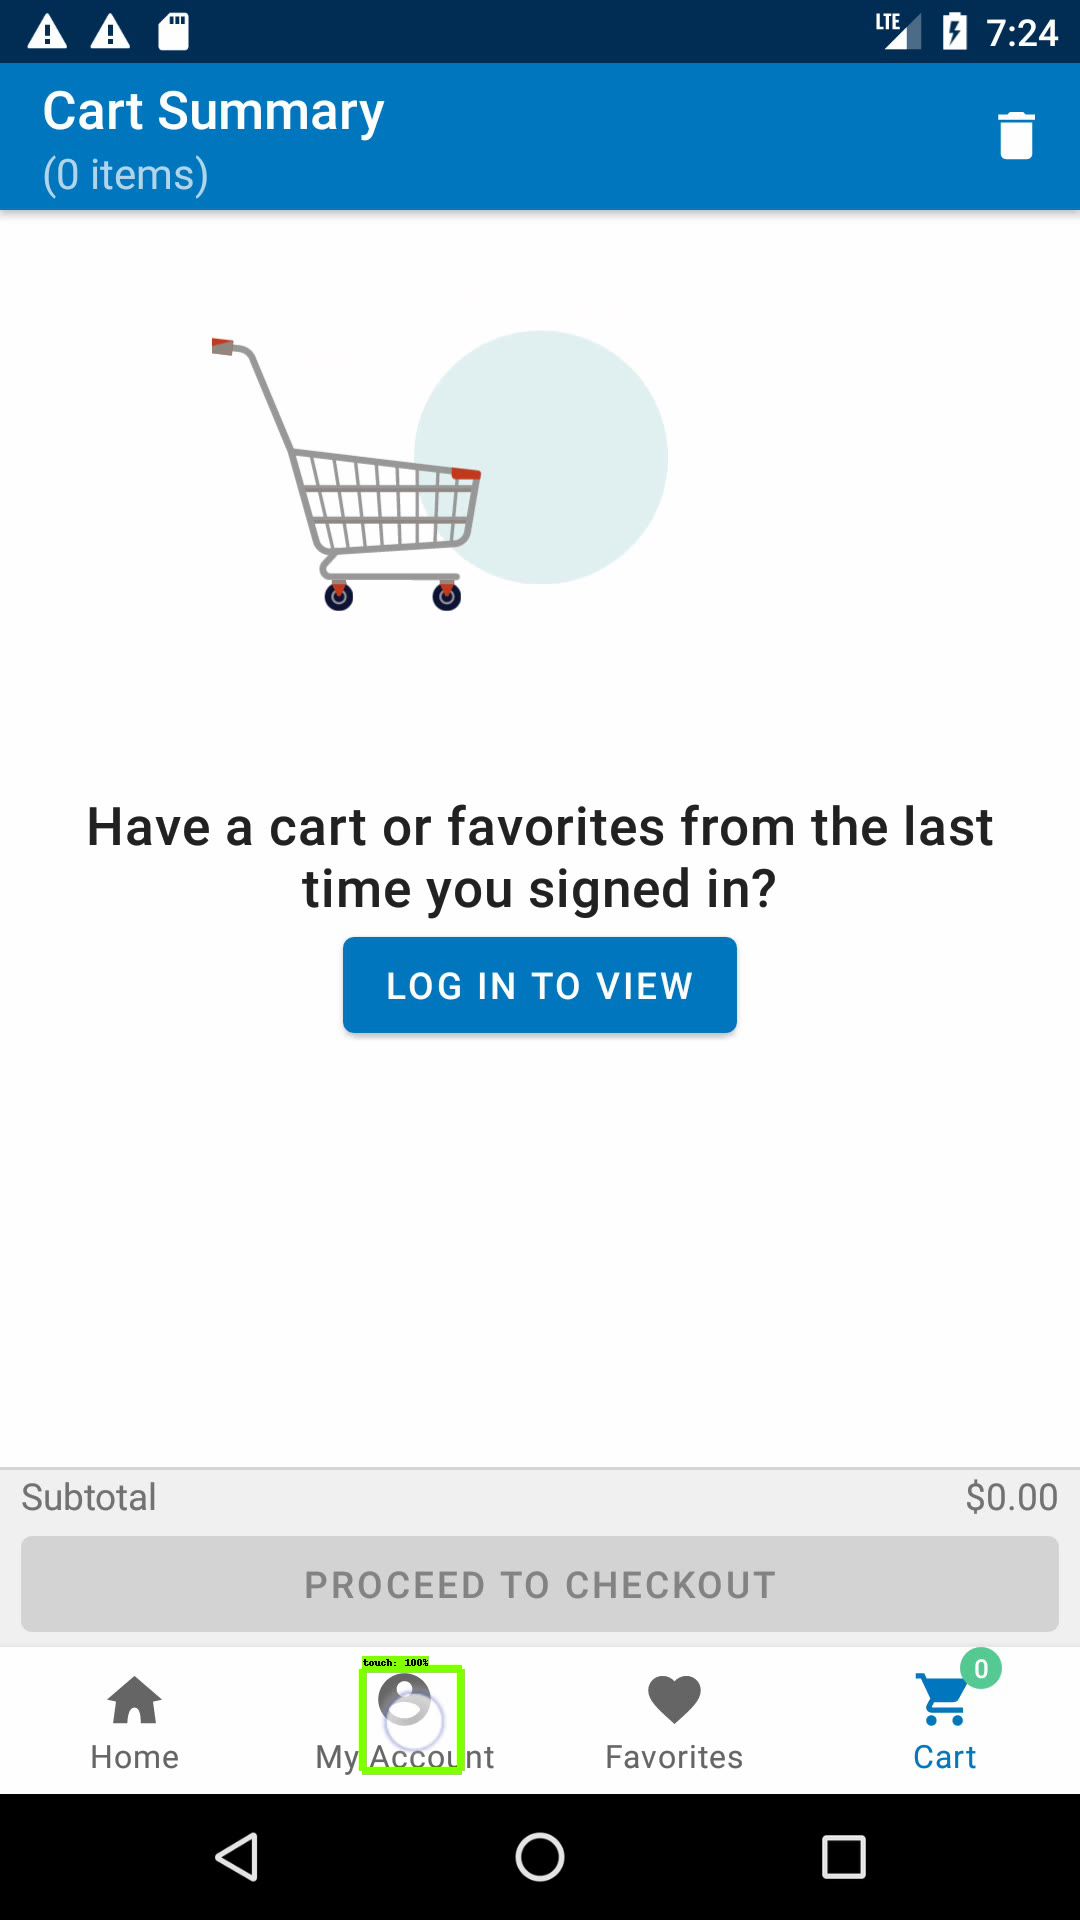 LTE 7:24
Cart Summary
(0 items)
Have a cart or favorites from the last
time you signed in?
LOG IN TO VIEW
Subtotal $0.00
PROCEED TO CHECKOUT
touch: 100%
0
Home My Account Favorites Cart